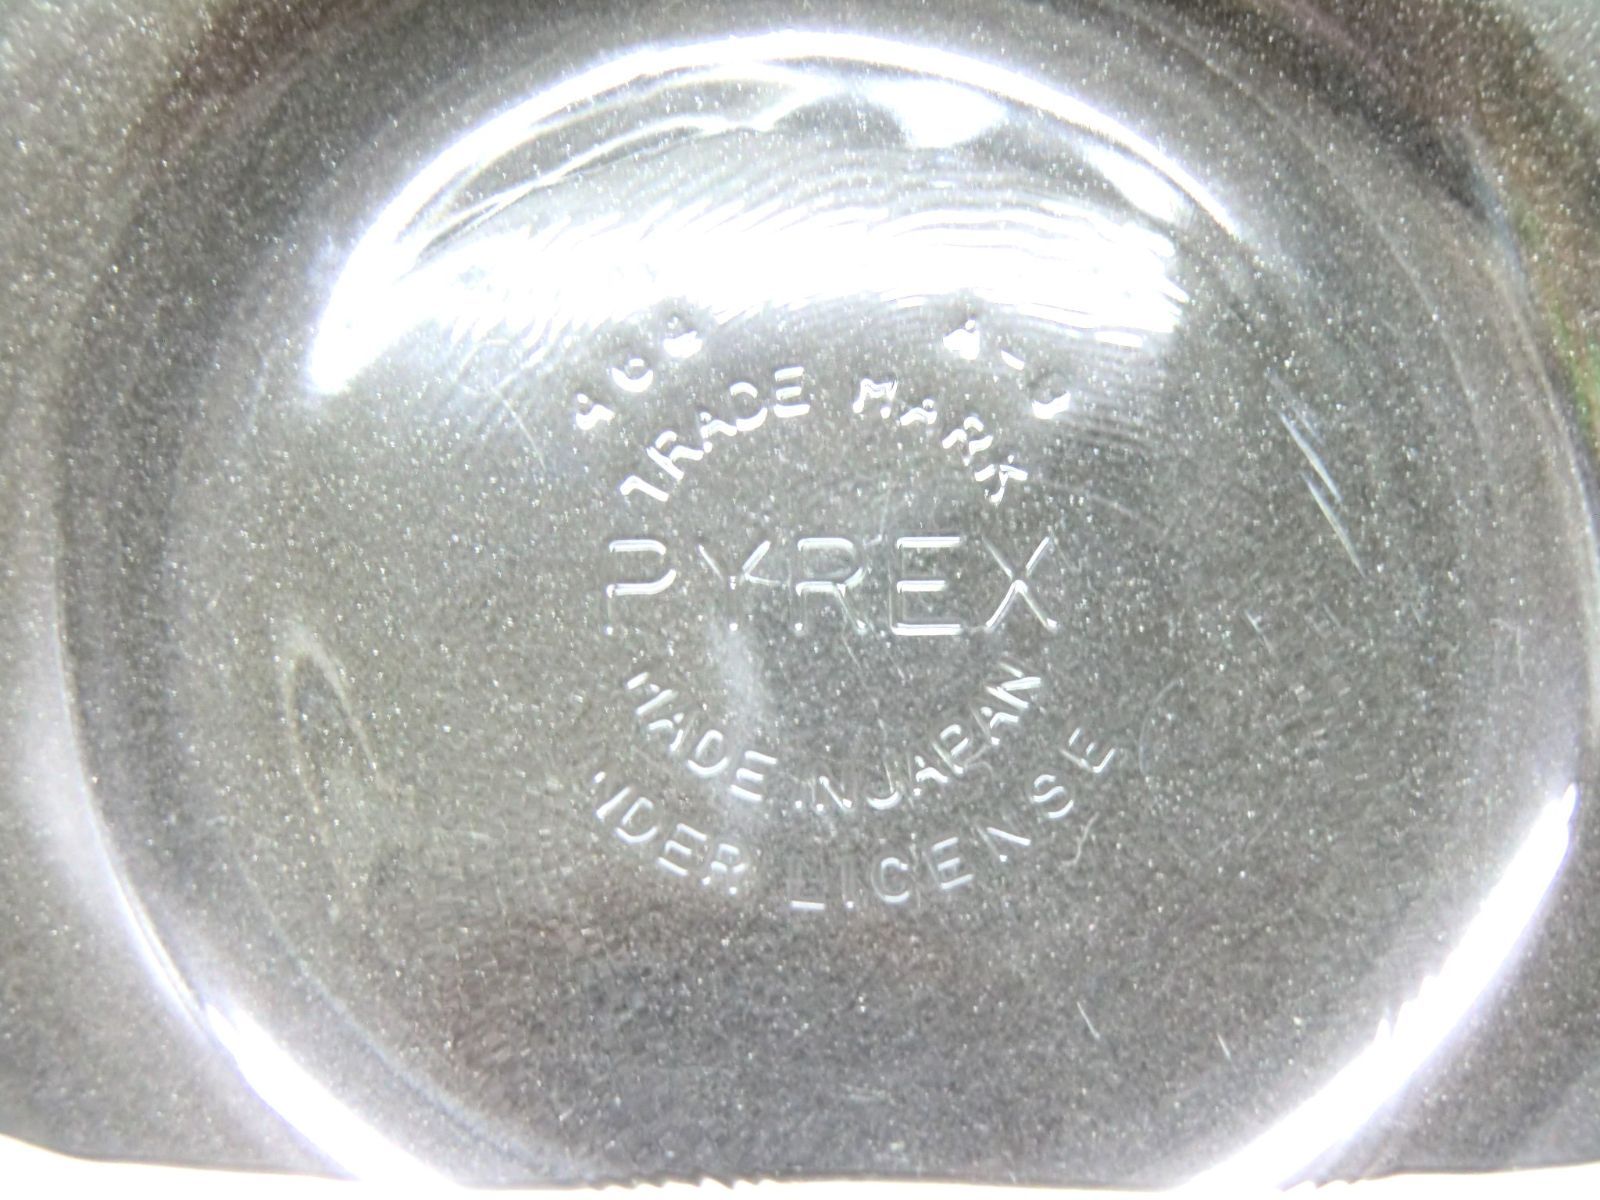 TRADE MARK
PYREX
MADE IN JAPAN
UNDER LICENSE